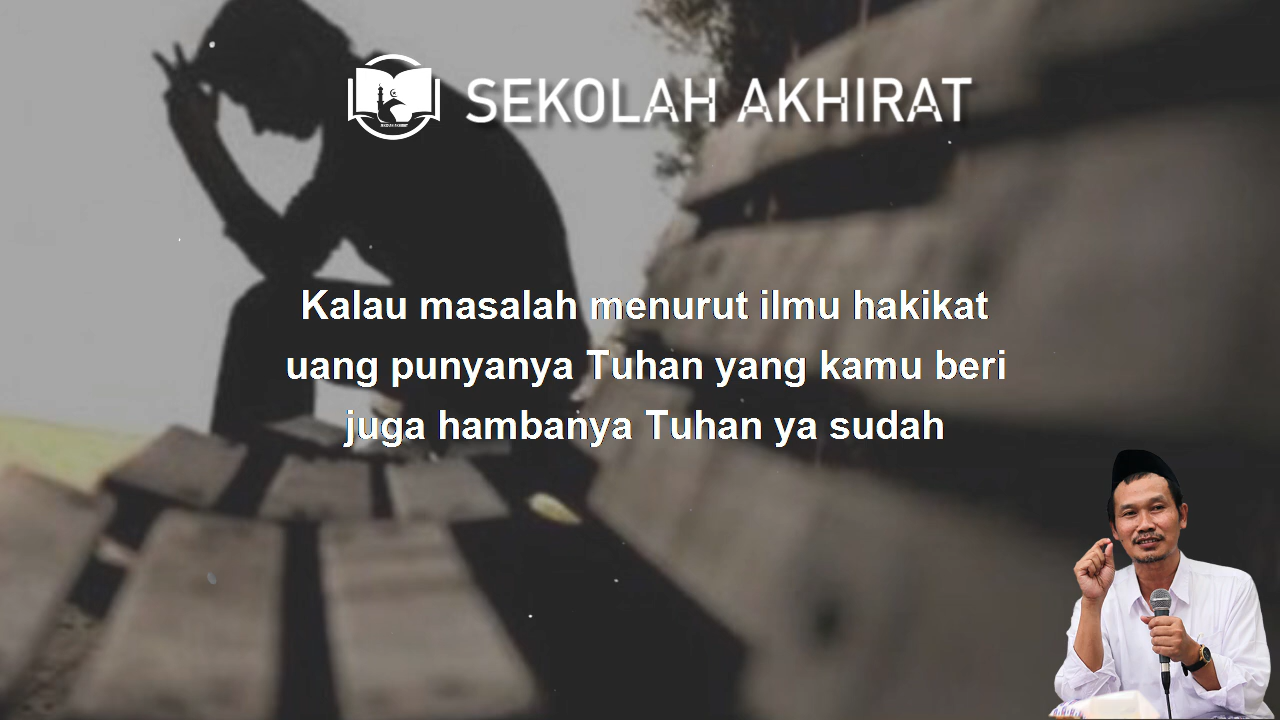 SEKOLAH AKHIRAT
Kalau masalah menurut ilmu hakikat
uang punyanya Tuhan yang kamu beri
juga hambanya Tuhan ya sudah